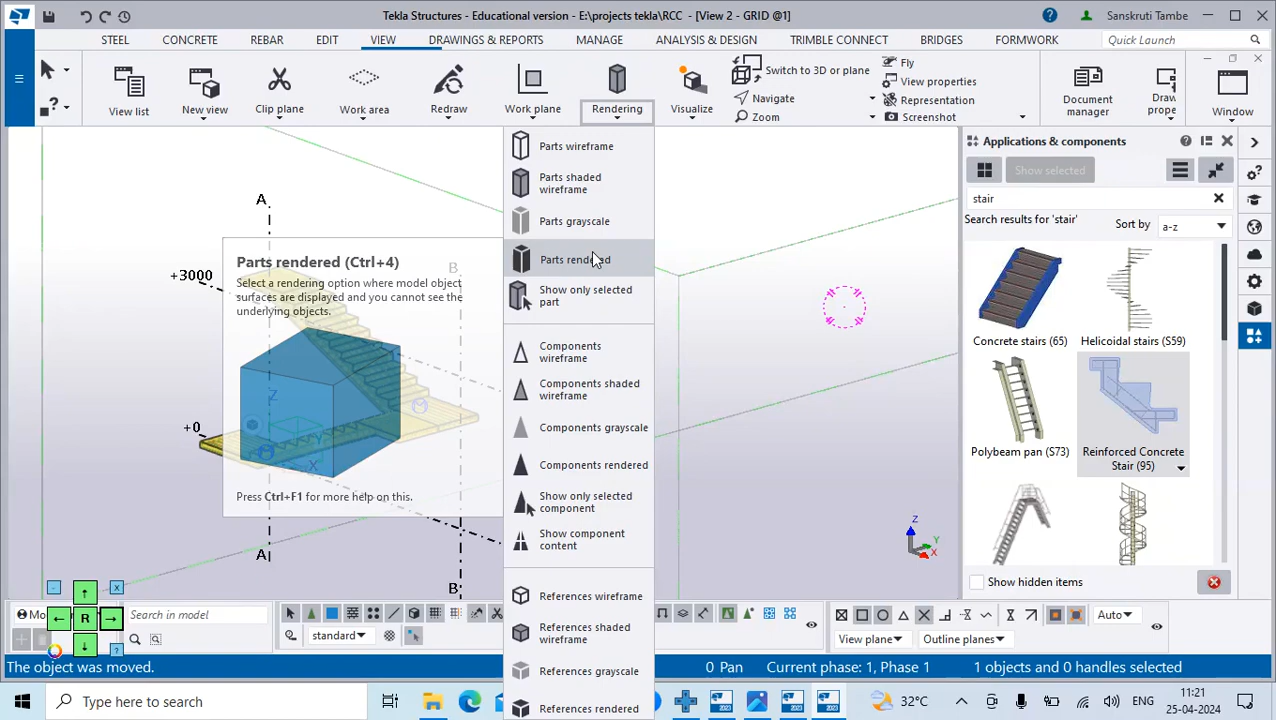 Tekla Structures - Educational version - E:\projects tekla\RCC - [View 2 - GRID @1]
Sanskruti Tambe
STEEL
CONCRETE
REBAR
EDIT
VIEW
DRAWINGS & REPORTS
MANAGE
ANALYSIS & DESIGN
TRIMBLE CONNECT
BRIDGES
FORMWORK
Quick Launch
View list
New view
Clip plane
Work area
Redraw
Work plane
Rendering
Visualize
Switch to 3D or plane
Navigate
Zoom
Fly
View properties
Representation
Screenshot
Document
manager
Draw
prope
Window
Parts wireframe
Parts shaded
wireframe
Parts grayscale
Parts rendered
Show only selected
part
Components
wireframe
Components shaded
wireframe
Components grayscale
Components rendered
Show only selected
component
Show component
content
References wireframe
References shaded
wireframe
References grayscale
References rendered
Parts rendered (Ctrl+4)
Select a rendering option where model object
surfaces are displayed and you cannot see the
underlying objects.
Press Ctrl+F1 for more help on this.
A
B
+3000
+0
Z
Y
X
A
B
Z
Y
X
Applications & components
Show selected
stair
Search results for 'stair'
Sort by
a-z
Concrete stairs (65)
Helicoidal stairs (S59)
Polybeam pan (S73)
Reinforced Concrete
Stair (95)
Show hidden items
X
R
?
Mo
Search in model
standard
Auto
View plane
Outline planes
The object was moved.
0 Pan
Current phase: 1, Phase 1
1 objects and 0 handles selected
Type here to search
32°C
ENG
11:21
25-04-2024